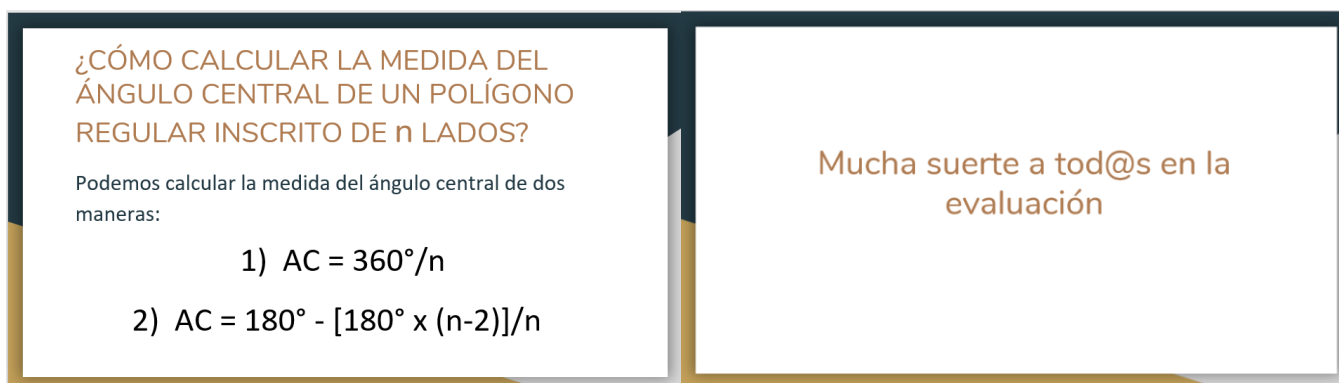 ¿CÓMO CALCULAR LA MEDIDA DEL
ÁNGULO CENTRAL DE UN POLÍGONO
REGULAR INSCRITO DE n LADOS?
Podemos calcular la medida del ángulo central de dos
maneras:
1) AC = 360°/n
2) AC = 180° - [180° x (n-2)]/n
Mucha suerte a tod@s en la
evaluación